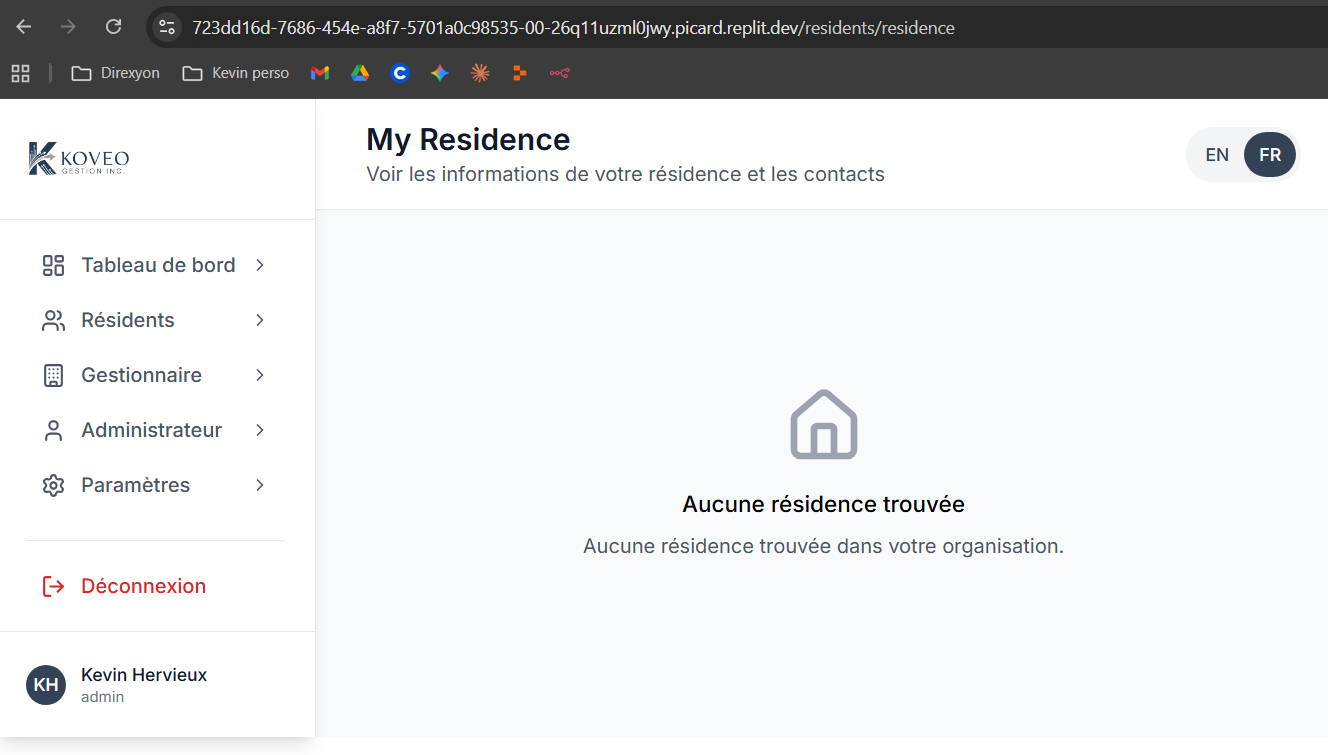 723dd16d-7686-454e-a8f7-5701a0c98535-00-26q11uzml0jwy.picard.replit.dev/residents/residence
Direxyon
Kevin perso
KOVEO
GESTION INC.
My Residence
Voir les informations de votre résidence et les contacts
EN FR
Tableau de bord
Résidents
Gestionnaire
Administrateur
Paramètres
Déconnexion
KH
Kevin Hervieux
admin
Aucune résidence trouvée
Aucune résidence trouvée dans votre organisation.